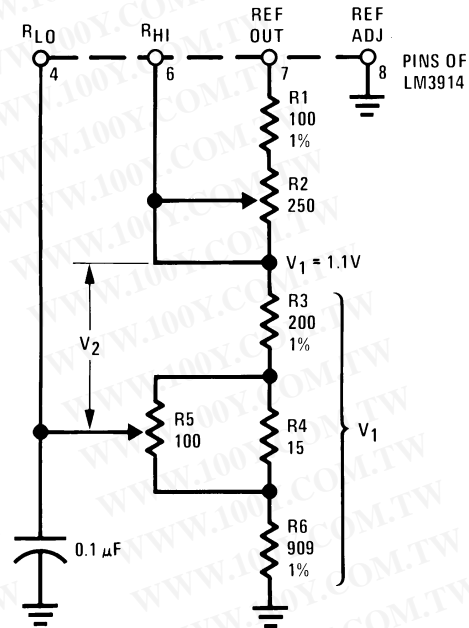 RLO
RHI
REF
OUT
REF
ADJ
4
6
7
8
PINS OF
LM3914
R1
100
1%
R2
250
V1 = 1.1V
R3
200
1%
V2
R5
100
R4
15
V1
R6
909
1%
0.1 μF
WWW.100Y.COM.TW